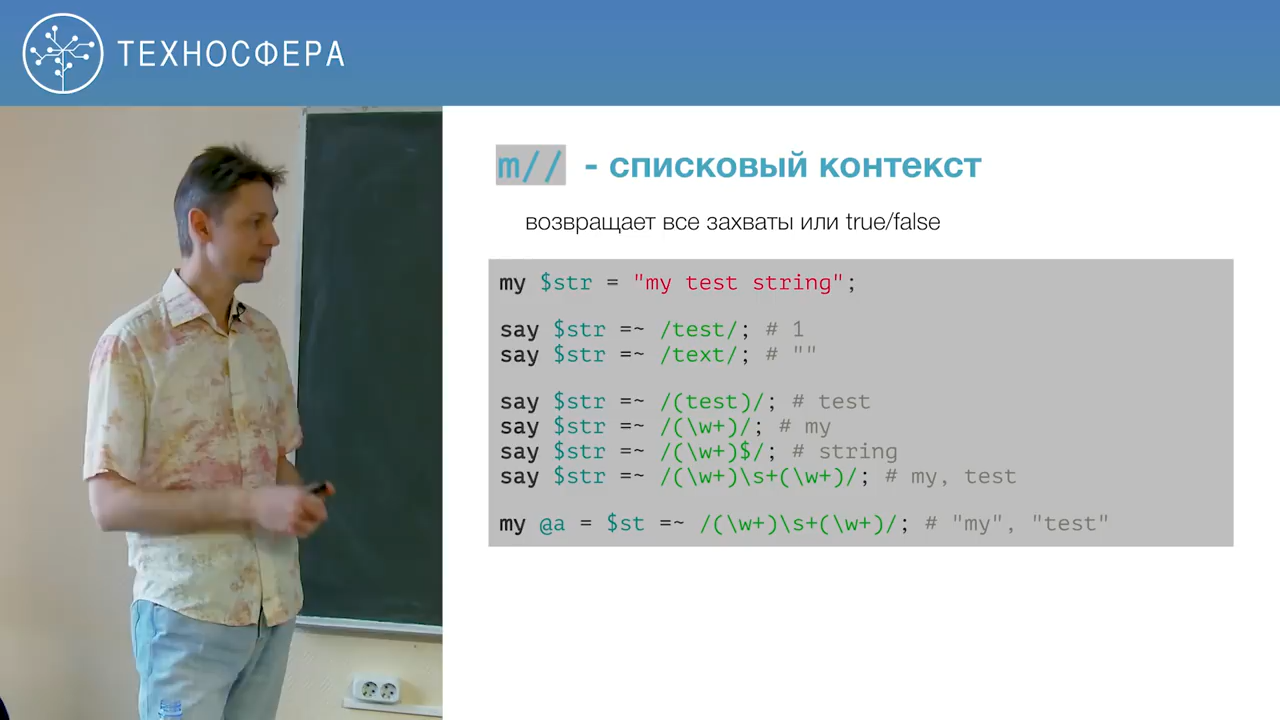 ТЕХНОСФЕРА
m// - списковый контекст
возвращает все захваты или true/false
my $str = "my test string";
say $str =~ /test/; # 1
say $str =~ /text/; # ""
say $str =~ /(test)/; # test
say $str =~ /(\w+)/; # my
say $str =~ /(\w+)$/; # string
say $str =~ /(\w+)\s+(\w+)/; # my, test
my @a = $st =~ /(\w+)\s+(\w+)/; # "my", "test"